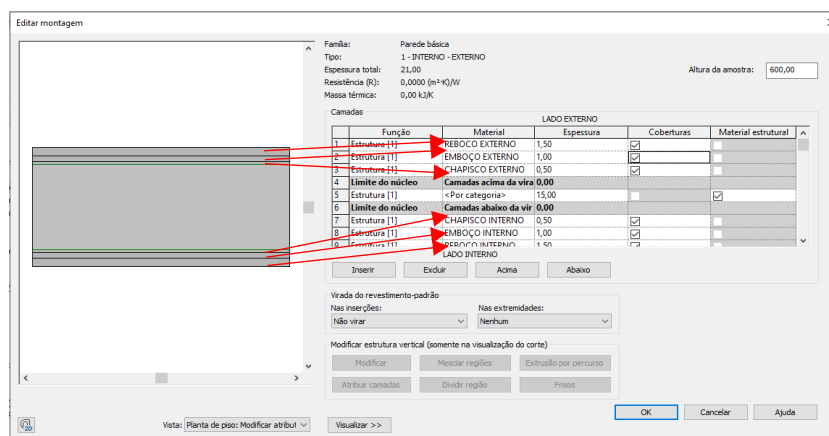 Editar montagem
Família: Parede básica
Tipo: 1 - INTERNO - EXTERNO
Espessura total: 21,00 Altura da amostra: 600,00
Resistência (R): 0,0000 (m²·K)/W
Massa térmica: 0,00 kJ/K
Camadas
LADO EXTERNO
Função Material Espessura Coberturas Material estrutural
1 Estrutura [1] REBOCO EXTERNO 1,50
2 Estrutura [1] EMBOÇO EXTERNO 1,00
3 Estrutura [1] CHAPISCO EXTERNO 0,50
4 Limite do núcleo Camadas acima da vira 0,00
5 Estrutura [1] <Por categoria> 15,00
6 Limite do núcleo Camadas abaixo da vir 0,00
7 Estrutura [1] CHAPISCO INTERNO 0,50
8 Estrutura [1] EMBOÇO INTERNO 1,00
9 Estrutura [1] REBOCO INTERNO 1,50
LADO INTERNO
Inserir Excluir Acima Abaixo
Virada do revestimento-padrão
Nas inserções: Nas extremidades:
Não virar Nenhum
Modificar estrutura vertical (somente na visualização do corte)
Modificar Mesclar regiões Extrusão por percurso
Atribuir camadas Dividir região Frisos
OK Cancelar Ajuda
2D Vista: Planta de piso: Modificar atribut Visualizar >>